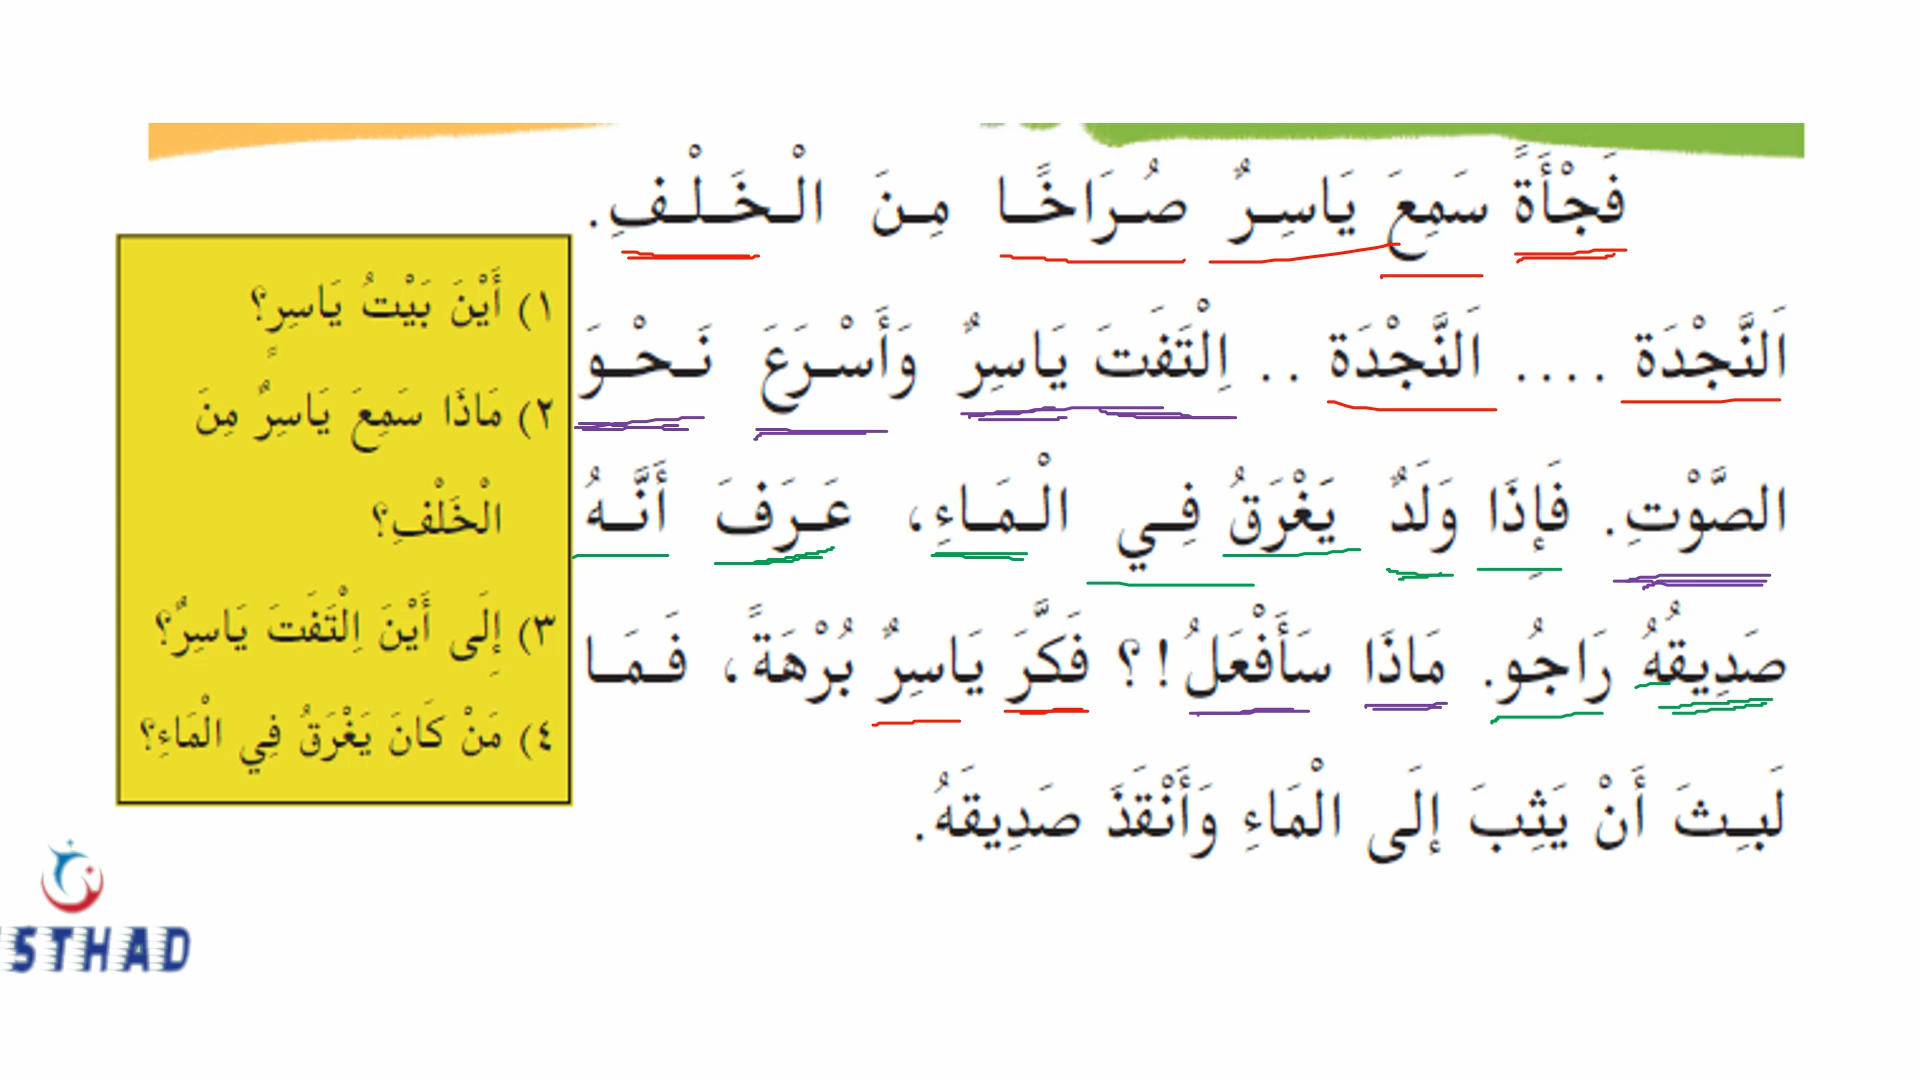 فَجْأَةً سَمِعَ يَاسِرٌ صُرَاخًا مِنَ الْخَلْفِ.
اَلنَّجْدَة .... اَلنَّجْدَة .. اِلْتَفَتَ يَاسِرٌ وَأَسْرَعَ نَحْوَ
الصَّوْتِ. فَإِذَا وَلَدٌ يَغْرَقُ فِي الْمَاءِ، عَرَفَ أَنَّهُ
صَدِيقُهُ رَاجُو. مَاذَا سَأَفْعَلُ!؟ فَكَّرَ يَاسِرٌ بُرْهَةً، فَمَا
لَبِثَ أَنْ يَثِبَ إِلَى الْمَاءِ وَأَنْقَذَ صَدِيقَهُ.
١) أَيْنَ بَيْتُ يَاسِرٍ؟
٢) مَاذَا سَمِعَ يَاسِرٌ مِنَ
الْخَلْفِ؟
٣) إِلَى أَيْنَ اِلْتَفَتَ يَاسِرٌ؟
٤) مَنْ كَانَ يَغْرَقُ فِي الْمَاءِ؟
STHAD